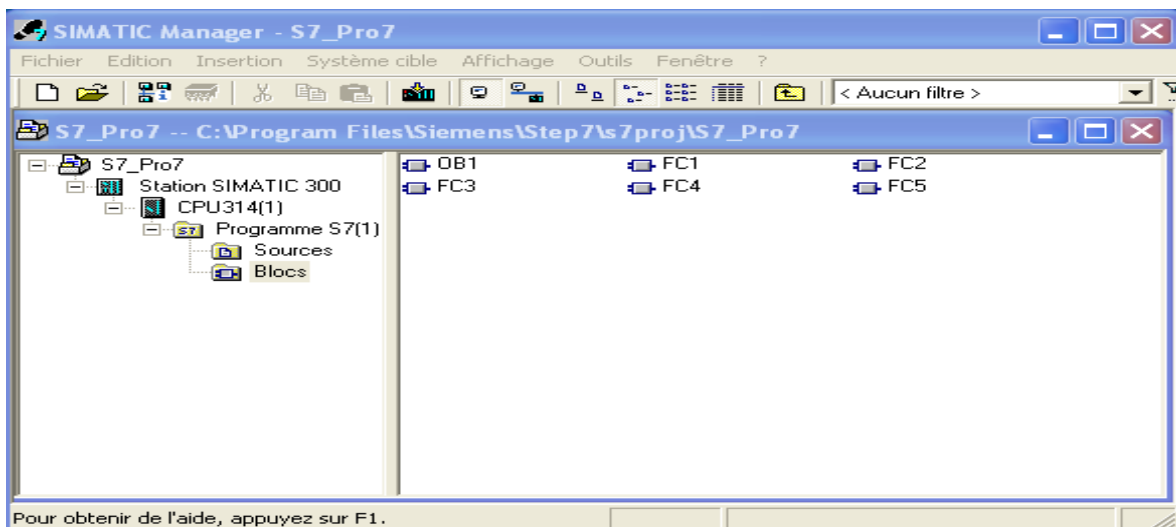 SIMATIC Manager - S7_Pro7
Fichier Edition Insertion Système cible Affichage Outils Fenêtre ?
< Aucun filtre >
S7_Pro7 -- C:\Program Files\Siemens\Step7\s7proj\S7_Pro7
S7_Pro7
Station SIMATIC 300
CPU314(1)
Programme S7(1)
Sources
Blocs
OB1 FC1 FC2
FC3 FC4 FC5
Pour obtenir de l'aide, appuyez sur F1.